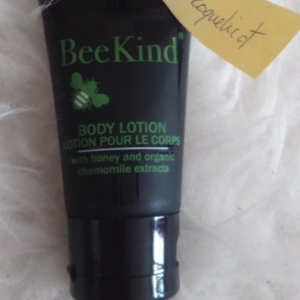 coquelicot
BeeKind®
BODY LOTION
LOTION POUR LE CORPS
with honey and organic
chamomile extracts